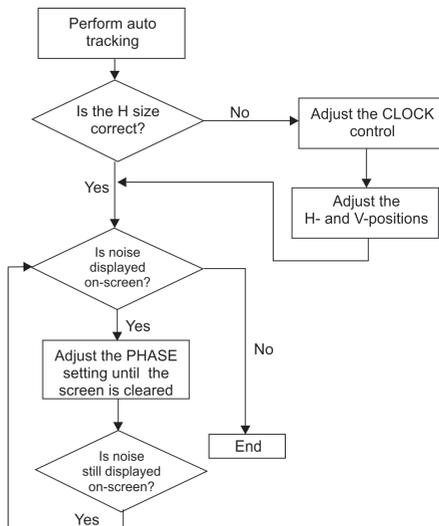 Perform auto
tracking
Is the H size
correct?
No
Adjust the CLOCK
control
Yes
Adjust the
H- and V-positions
Is noise
displayed
on-screen?
Yes
No
Adjust the PHASE
setting until the
screen is cleared
End
Is noise
still displayed
on-screen?
Yes